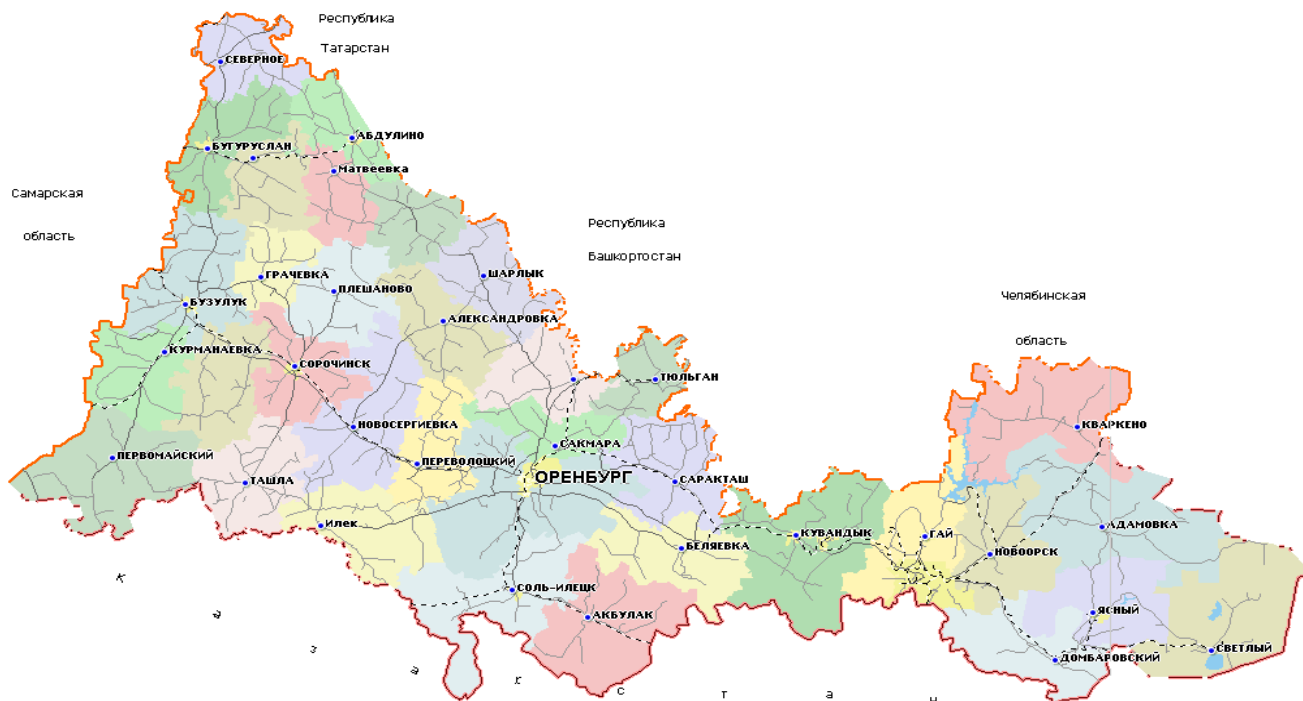 Республика
Татарстан
СЕВЕРНОЕ
АБДУЛИНО
БУГУРУСЛАН
Матвеевка
Самарская
область
Республика
Башкортостан
ШАРЛЫК
ГРАЧЕВКА
ПЛЕШАНОВО
Челябинская
область
БУЗУЛУК
АЛЕКСАНДРОВКА
КУРМАНАЕВКА
СОРОЧИНСК
ТЮЛЬГАН
НОВОСЕРГИЕВКА
КВАРКЕНО
САКМАРА
ПЕРВОМАЙСКИЙ
ПЕРЕВОЛОЦКИЙ
ОРЕНБУРГ
ТАШЛА
САРАКТАШ
Илек
АДАМОВКА
КУВАНДЫК
ГАЙ
БЕЛЯЕВКА
НОВООРСК
СОЛЬ-ИЛЕЦК
АКБУЛАК
ЯСНЫЙ
СВЕТЛЫЙ
ДОМБАРОВСКИЙ
К а з а х с т а н